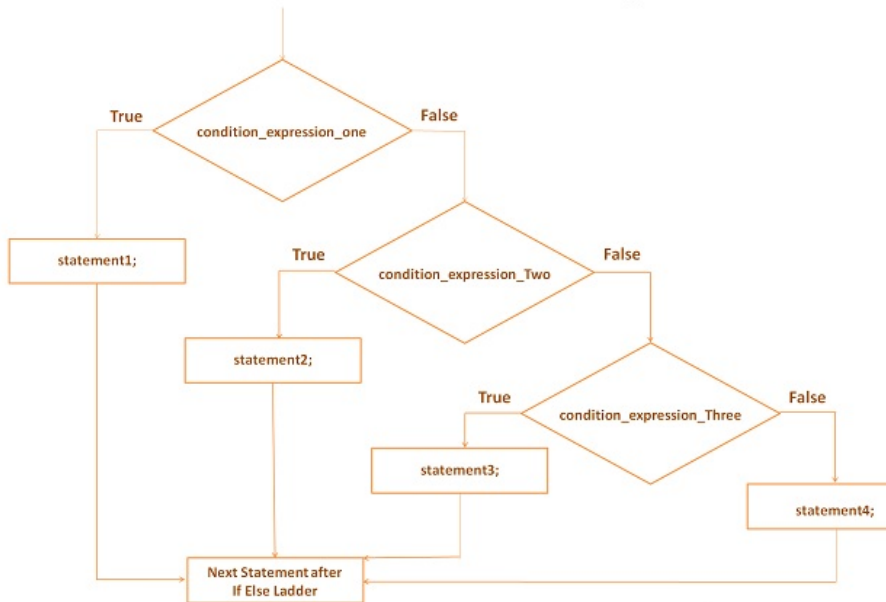 True
False
condition_expression_one
statement1;
True
False
condition_expression_Two
statement2;
True
False
condition_expression_Three
statement3;
statement4;
Next Statement after
If Else Ladder